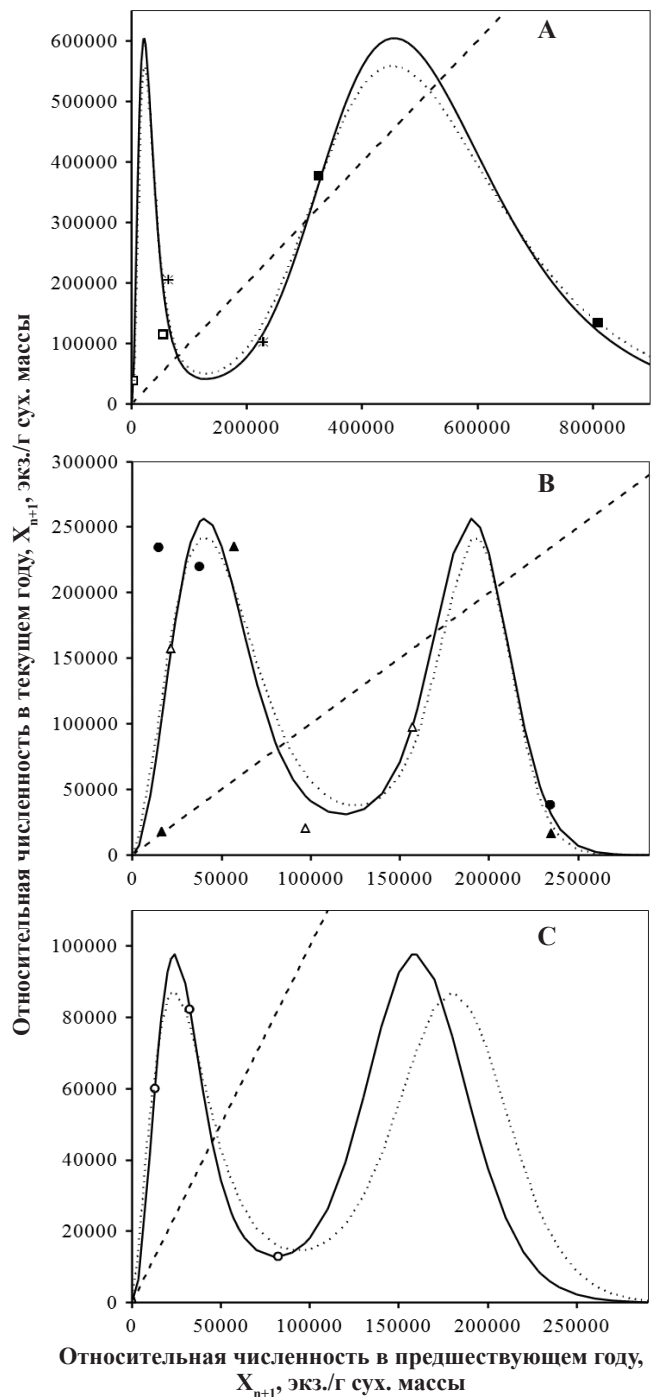 Относительная численность в текущем году, X_{n+1}, экз./г сух. массы
A
600000
500000
400000
300000
200000
100000
0
0 200000 400000 600000 800000
B
300000
250000
200000
150000
100000
50000
0
0 50000 100000 150000 200000 250000
C
100000
80000
60000
40000
20000
0
0 50000 100000 150000 200000 250000
Относительная численность в предшествующем году,
X_{n+1}, экз./г сух. массы